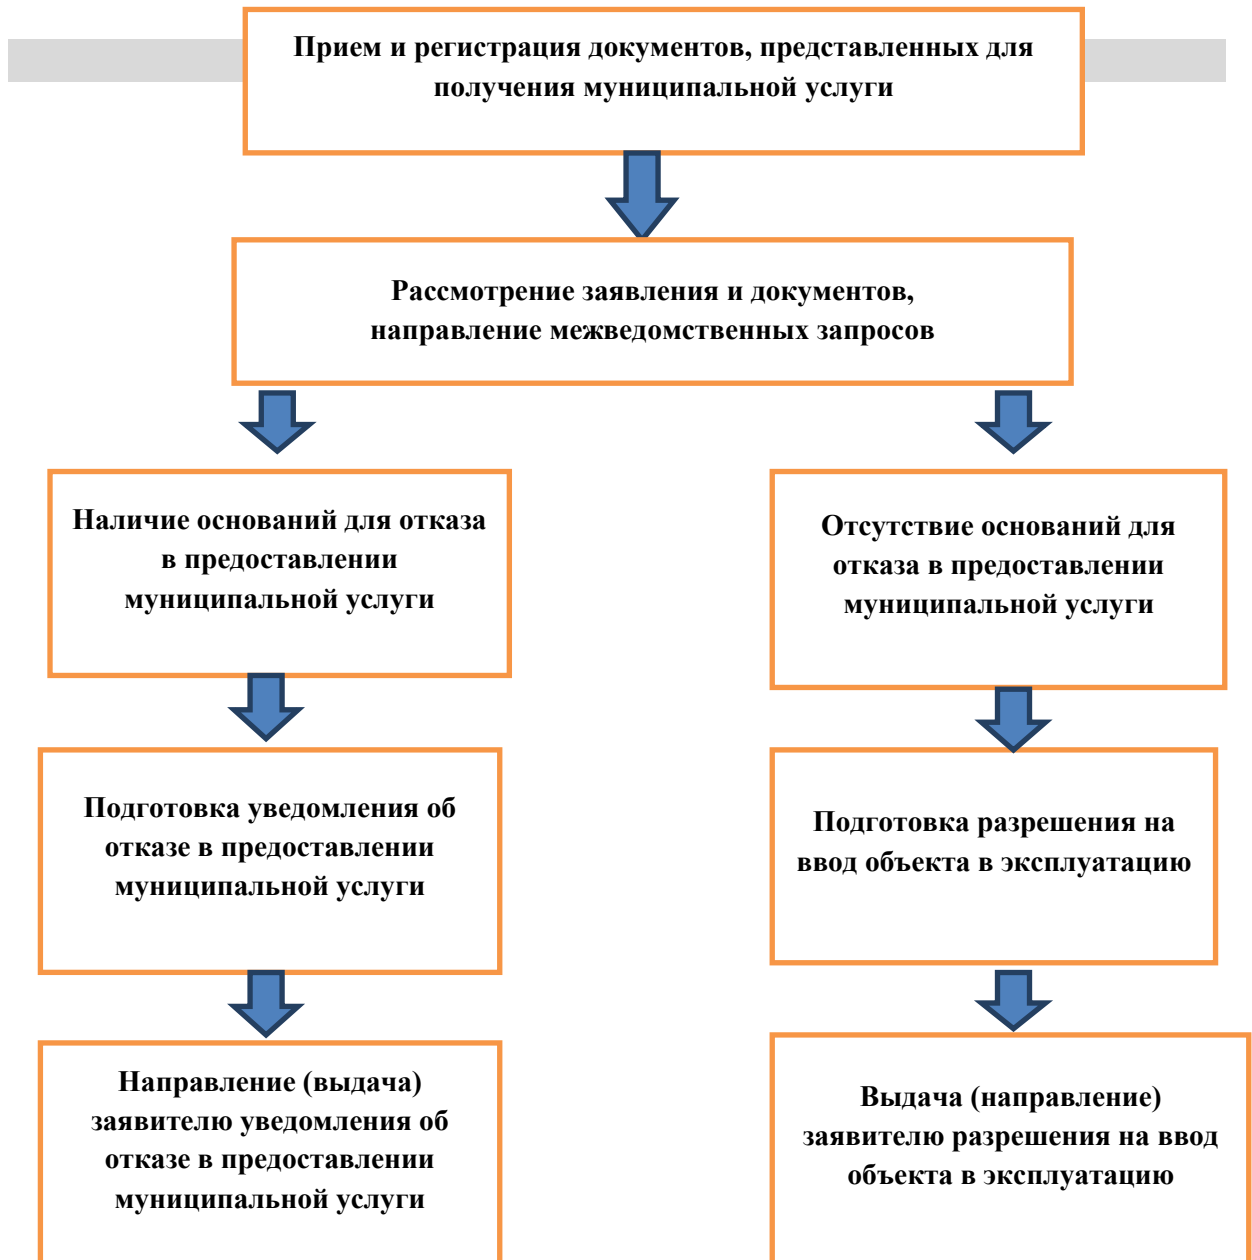 Прием и регистрация документов, представленных для
получения муниципальной услуги
Рассмотрение заявления и документов,
направление межведомственных запросов
Наличие оснований для отказа
в предоставлении
муниципальной услуги
Отсутствие оснований для
отказа в предоставлении
муниципальной услуги
Подготовка уведомления об
отказе в предоставлении
муниципальной услуги
Подготовка разрешения на
ввод объекта в эксплуатацию
Направление (выдача)
заявителю уведомления об
отказе в предоставлении
муниципальной услуги
Выдача (направление)
заявителю разрешения на ввод
объекта в эксплуатацию